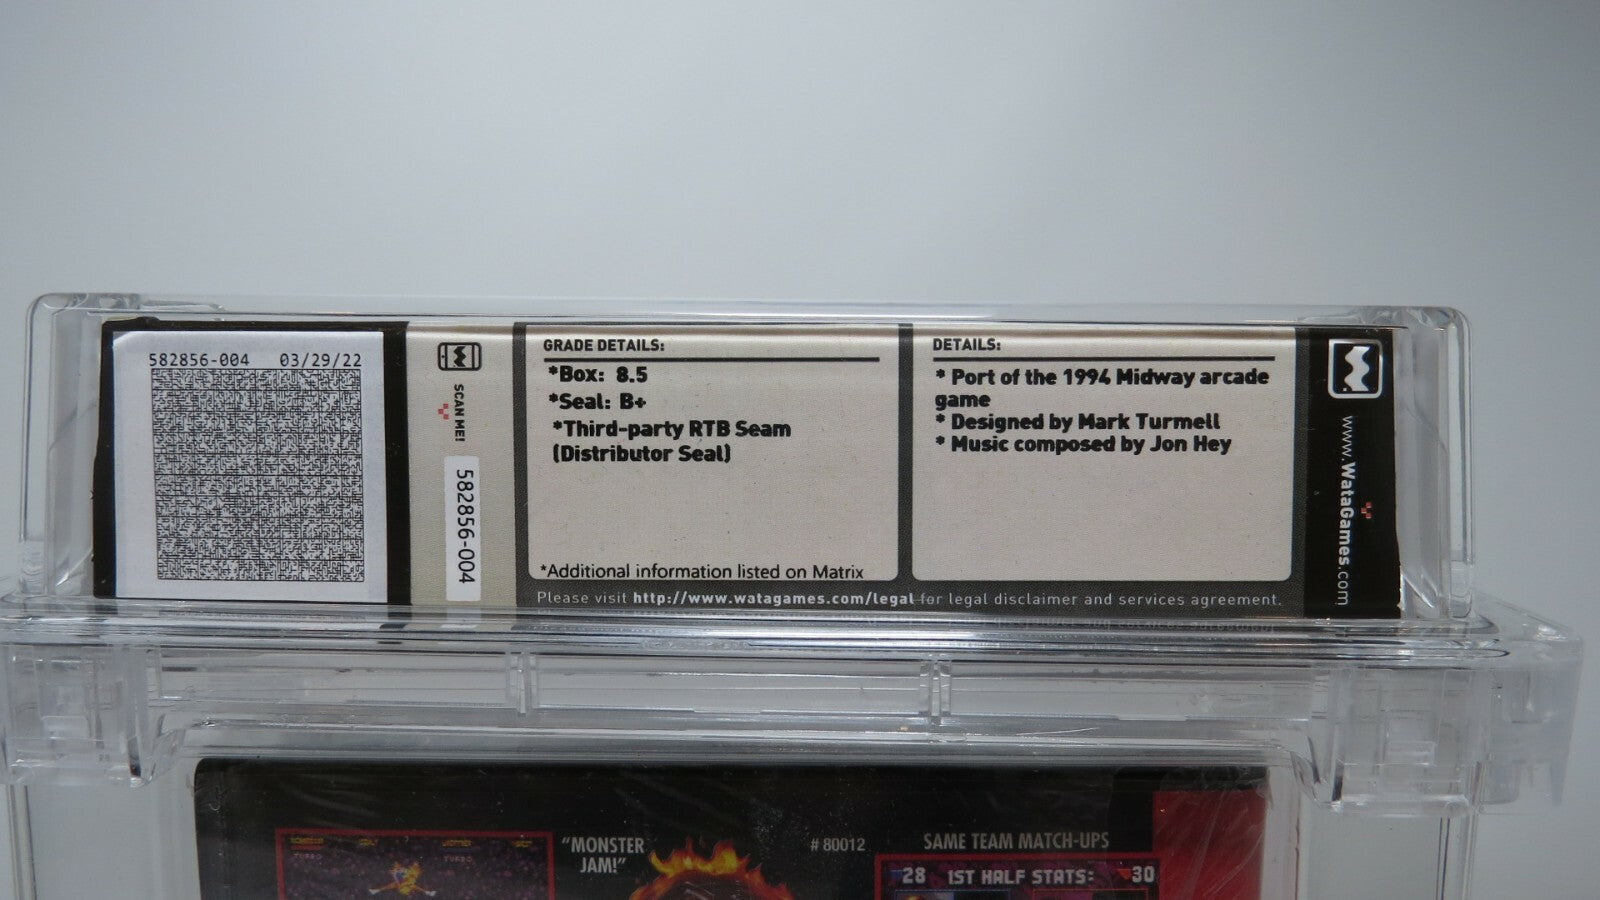 582856-004 03/29/22
SCAN ME!
582856-004
GRADE DETAILS:
*Box: 8.5
*Seal: B+
*Third-party RTB Seam
(Distributor Seal)
*Additional information listed on Matrix
DETAILS:
* Port of the 1994 Midway arcade
game
* Designed by Mark Turmell
* Music composed by Jon Hey
www.WataGames.com
Please visit http://www.watagames.com/legal for legal disclaimer and services agreement.
"MONSTER
JAM!"
# 80012
SAME TEAM MATCH-UPS
28 1ST HALF STATS: 30
TURBO
TURBO